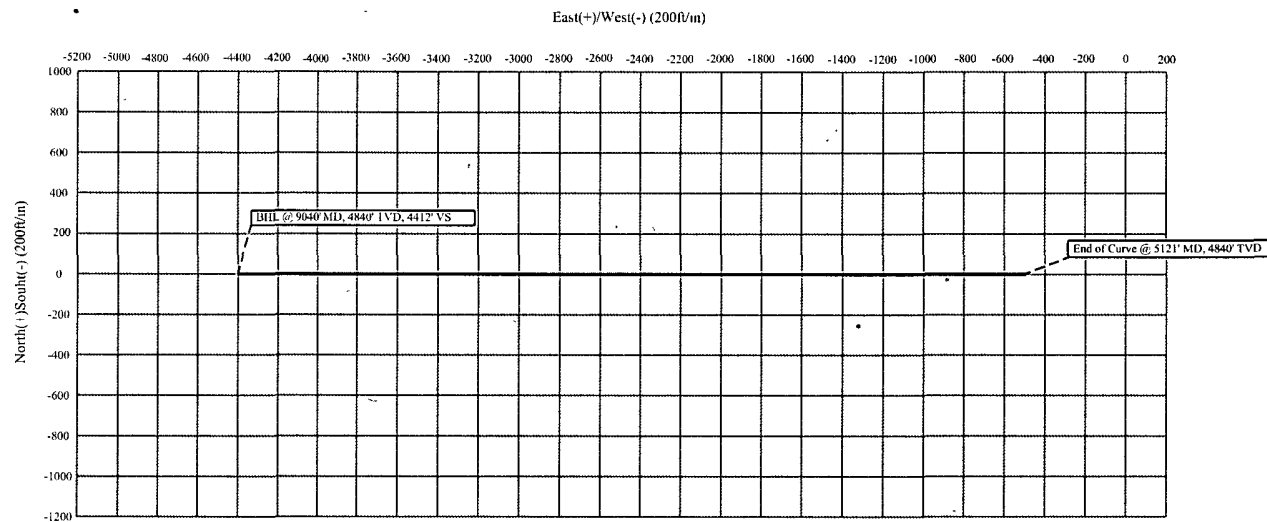 East(+)/West(-) (200ft/in)
-5200 -5000 -4800 -4600 -4400 -4200 -4000 -3800 -3600 -3400 -3200 -3000 -2800 -2600 -2400 -2200 -2000 -1800 -1600 -1400 -1200 -1000 -800 -600 -400 -200 0 200
1000
800
600
400
200
0
-200
-400
-600
-800
-1000
-1200
North(+)Souht(-) (200ft/in)
BHL @ 9040' MD, 4840' TVD, 4412' VS
End of Curve @ 5121' MD, 4840' TVD